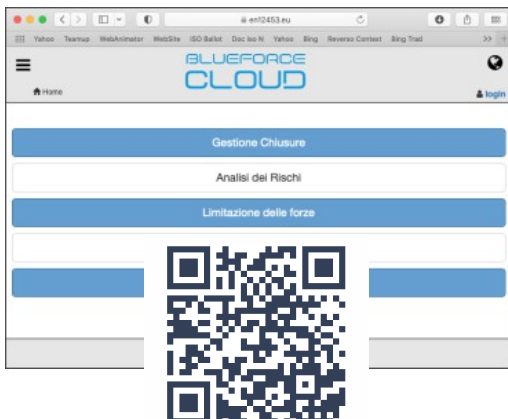 en12453.eu
Yahoo Teamup WebAnimator WebSite ISO Ballot Doc Iso N Yahoo Bing Reverso Context Bing Trad >> +
BLUEFORCE
CLOUD
Home
login
Gestione Chiusure
Analisi dei Rischi
Limitazione delle forze